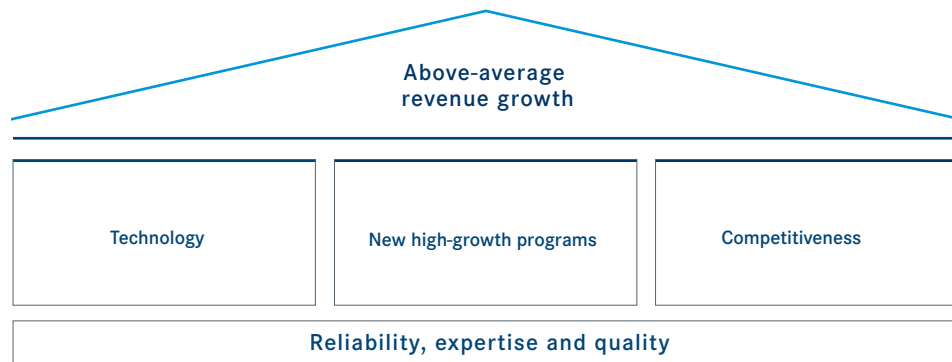 Above-average
revenue growth
Technology
New high-growth programs
Competitiveness
Reliability, expertise and quality